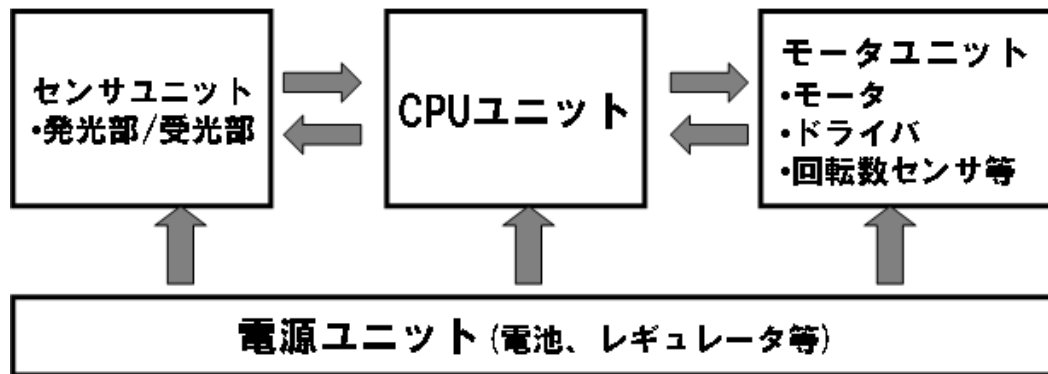 センサユニット
・発光部/受光部
CPUユニット
モータユニット
・モータ
・ドライバ
・回転数センサ等
電源ユニット(電池、レギュレータ等)